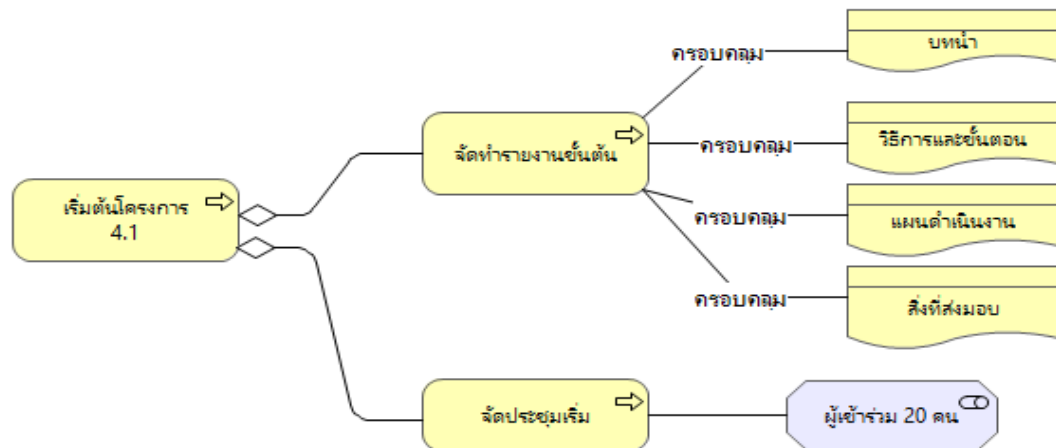 ครอบคลุม
บทนำ
จัดทำรายงานขั้นต้น
ครอบคลุม
วิธีการและขั้นตอน
เริ่มต้นโครงการ
4.1
ครอบคลุม
แผนดำเนินงาน
ครอบคลุม
สิ่งที่ส่งมอบ
จัดประชุมเริ่ม
ผู้เข้าร่วม 20 คน